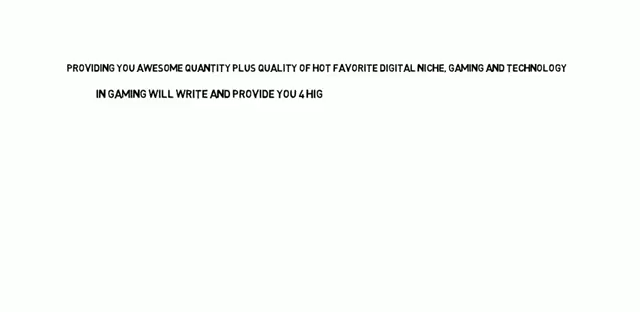 PROVIDING YOU AWESOME QUANTITY PLUS QUALITY OF HOT FAVORITE DIGITAL NICHE, GAMING AND TECHNOLOGY
IN GAMING WILL WRITE AND PROVIDE YOU 4 HIG